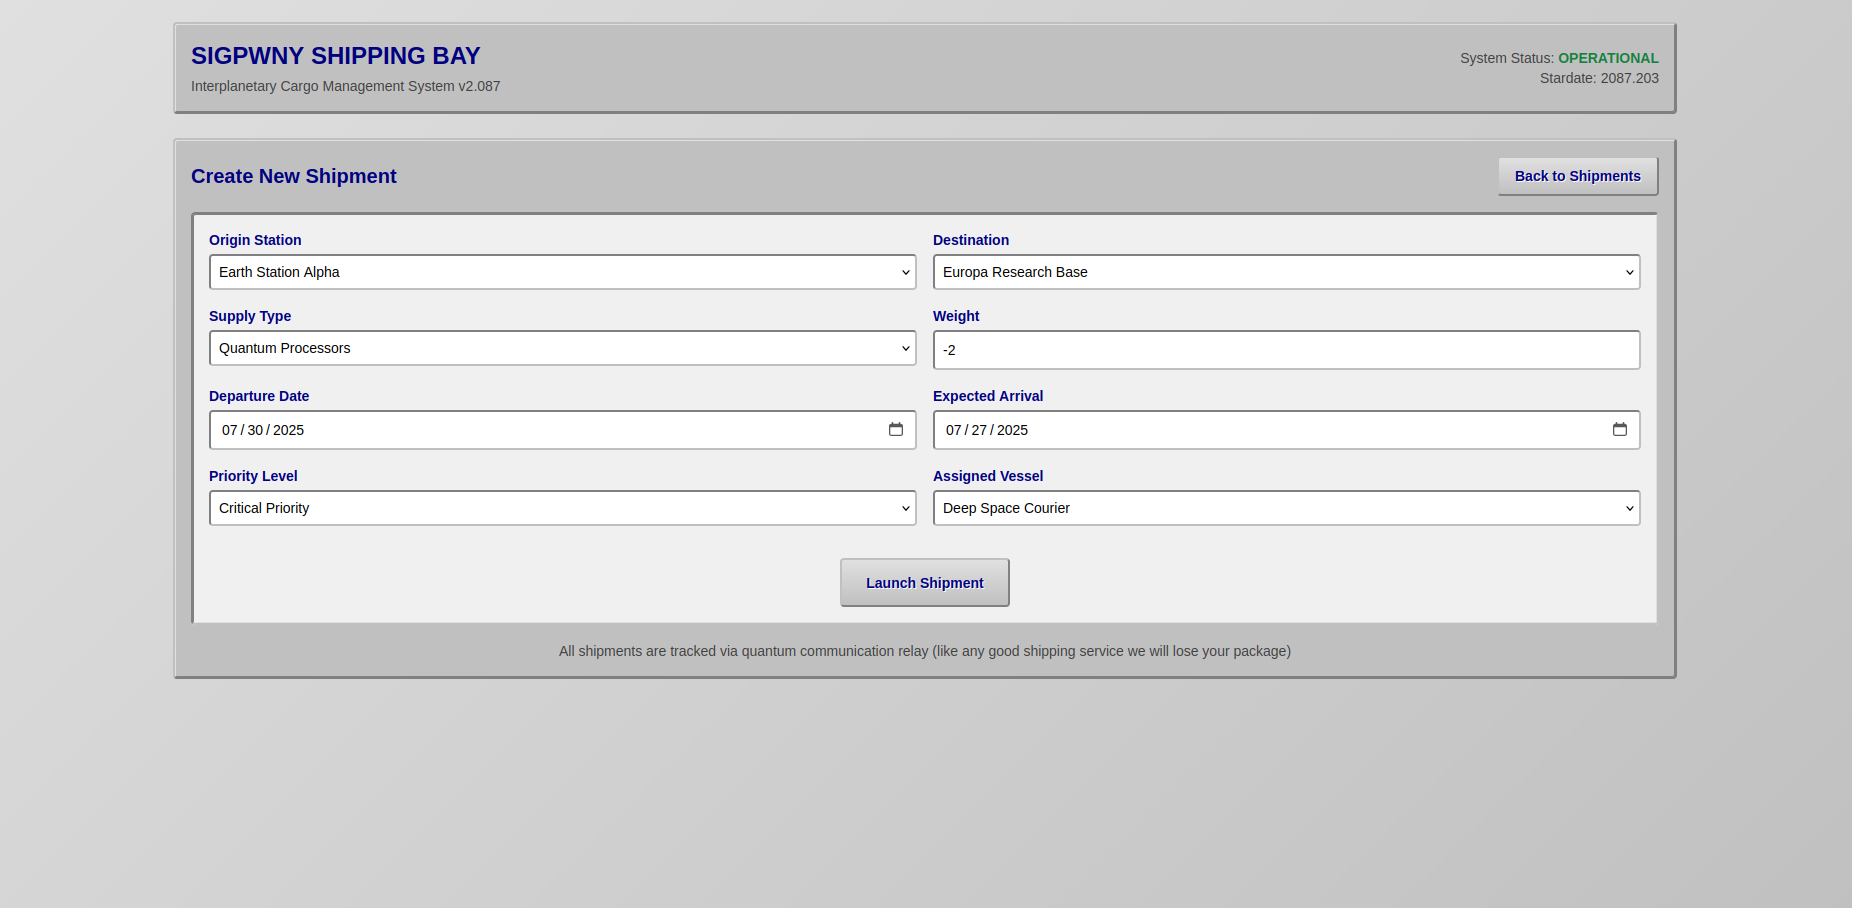 SIGPWNY SHIPPING BAY
Interplanetary Cargo Management System v2.087
System Status: OPERATIONAL
Stardate: 2087.203
Create New Shipment
Back to Shipments
Origin Station
Earth Station Alpha
Destination
Europa Research Base
Supply Type
Quantum Processors
Weight
-2
Departure Date
07/30/2025
Expected Arrival
07/27/2025
Priority Level
Critical Priority
Assigned Vessel
Deep Space Courier
Launch Shipment
All shipments are tracked via quantum communication relay (like any good shipping service we will lose your package)